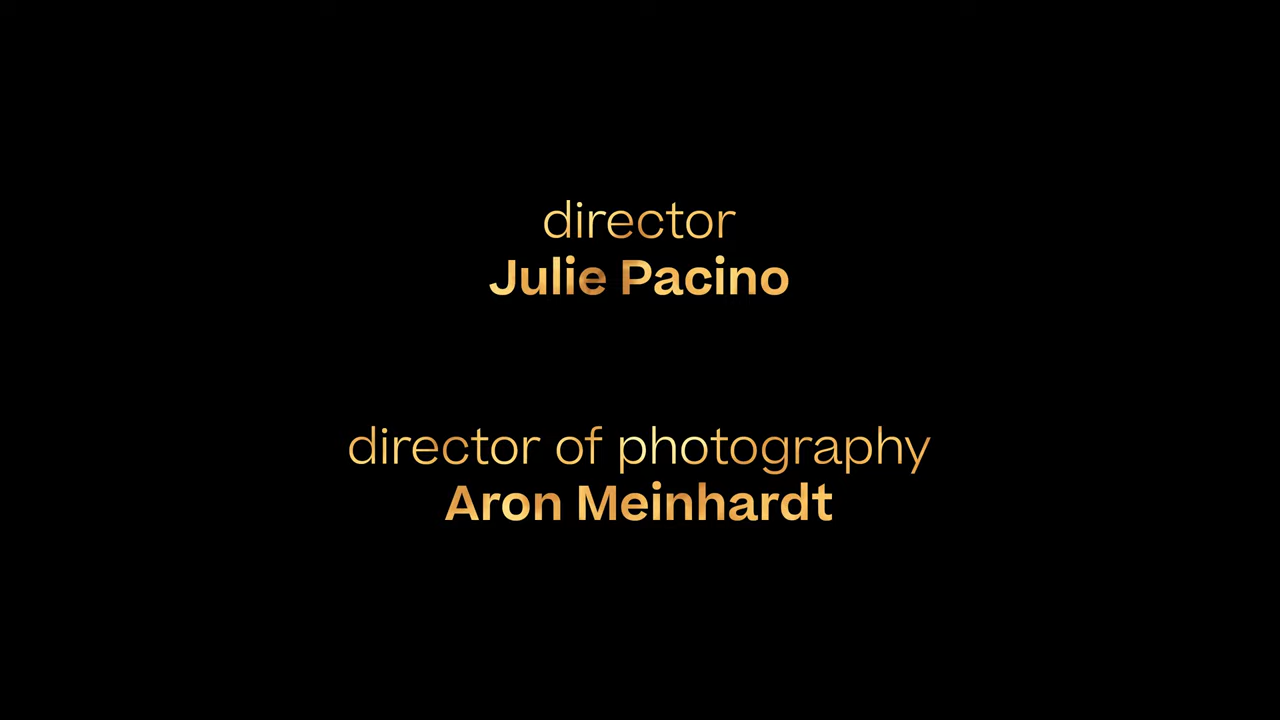 director
Julie Pacino
director of photography
Aron Meinhardt